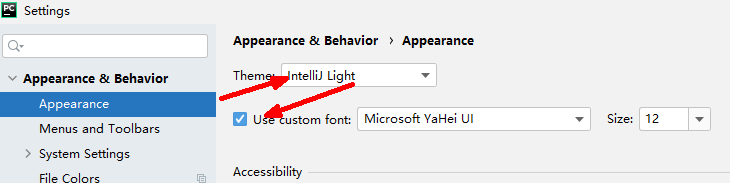 PC Settings
Appearance & Behavior > Appearance
Appearance & Behavior
Theme: IntelliJ Light
Appearance
Use custom font: Microsoft YaHei UI Size: 12
Menus and Toolbars
System Settings
Accessibility
File Colors